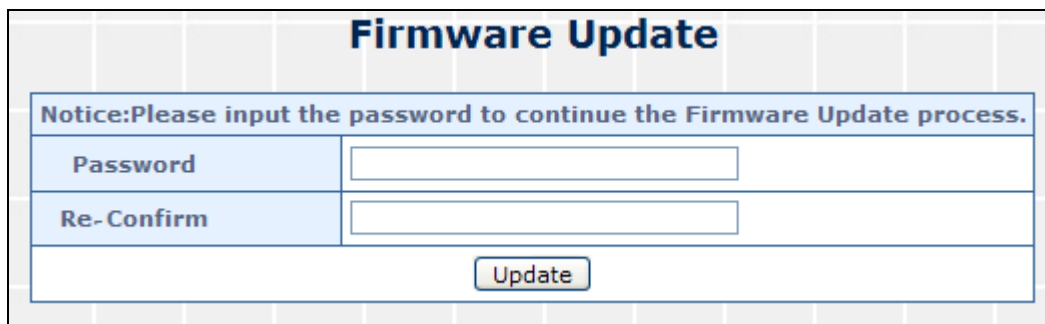 Firmware Update
Notice:Please input the password to continue the Firmware Update process.
Password
Re-Confirm
Update